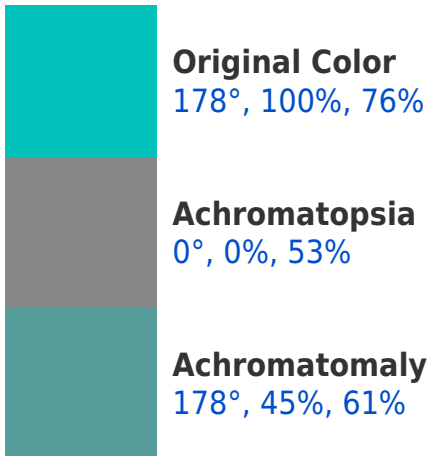 Original Color
178°, 100%, 76%
Achromatopsia
0°, 0%, 53%
Achromatomaly
178°, 45%, 61%